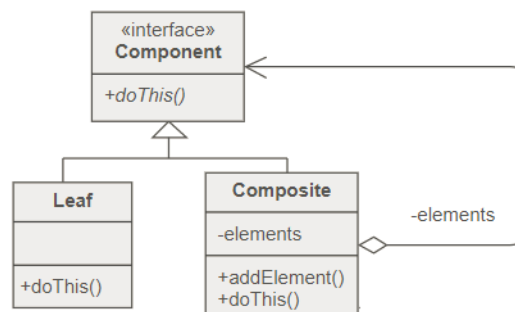 «interface»
Component
+doThis()
Leaf
+doThis()
Composite
-elements
+addElement()
+doThis()
-elements